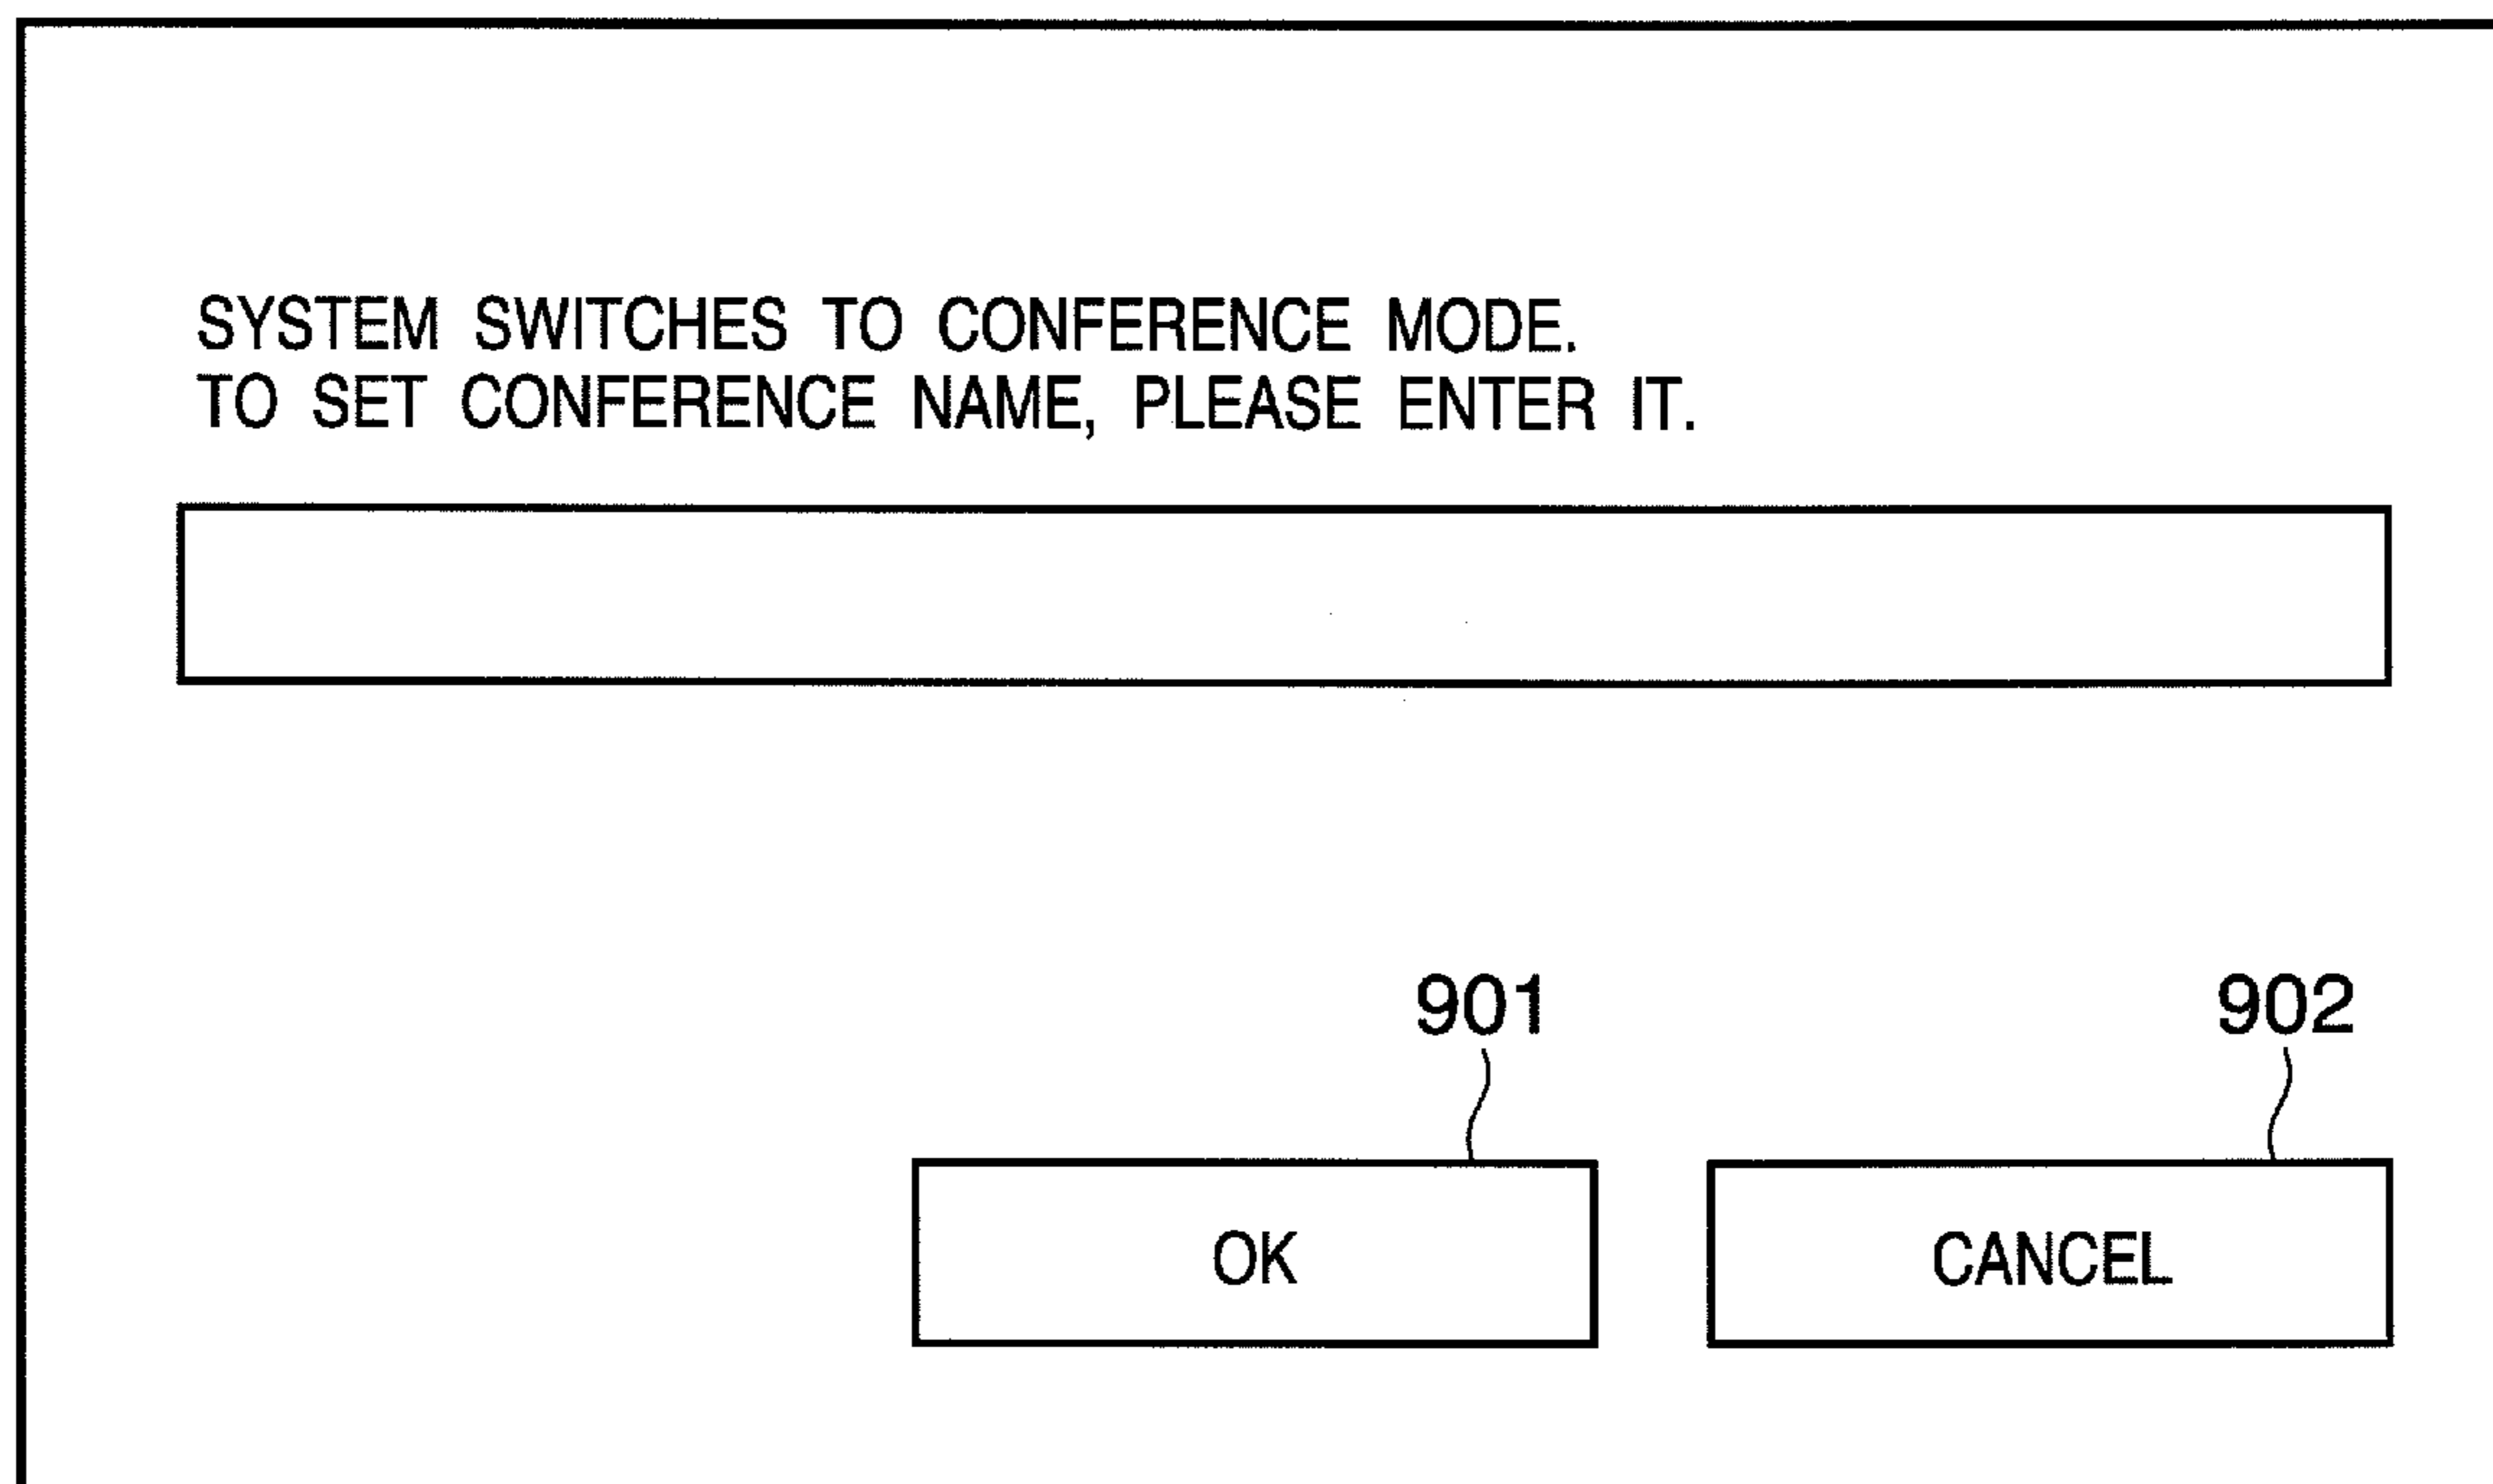 SYSTEM SWITCHES TO CONFERENCE MODE.
TO SET CONFERENCE NAME, PLEASE ENTER IT.
901
902
OK
CANCEL